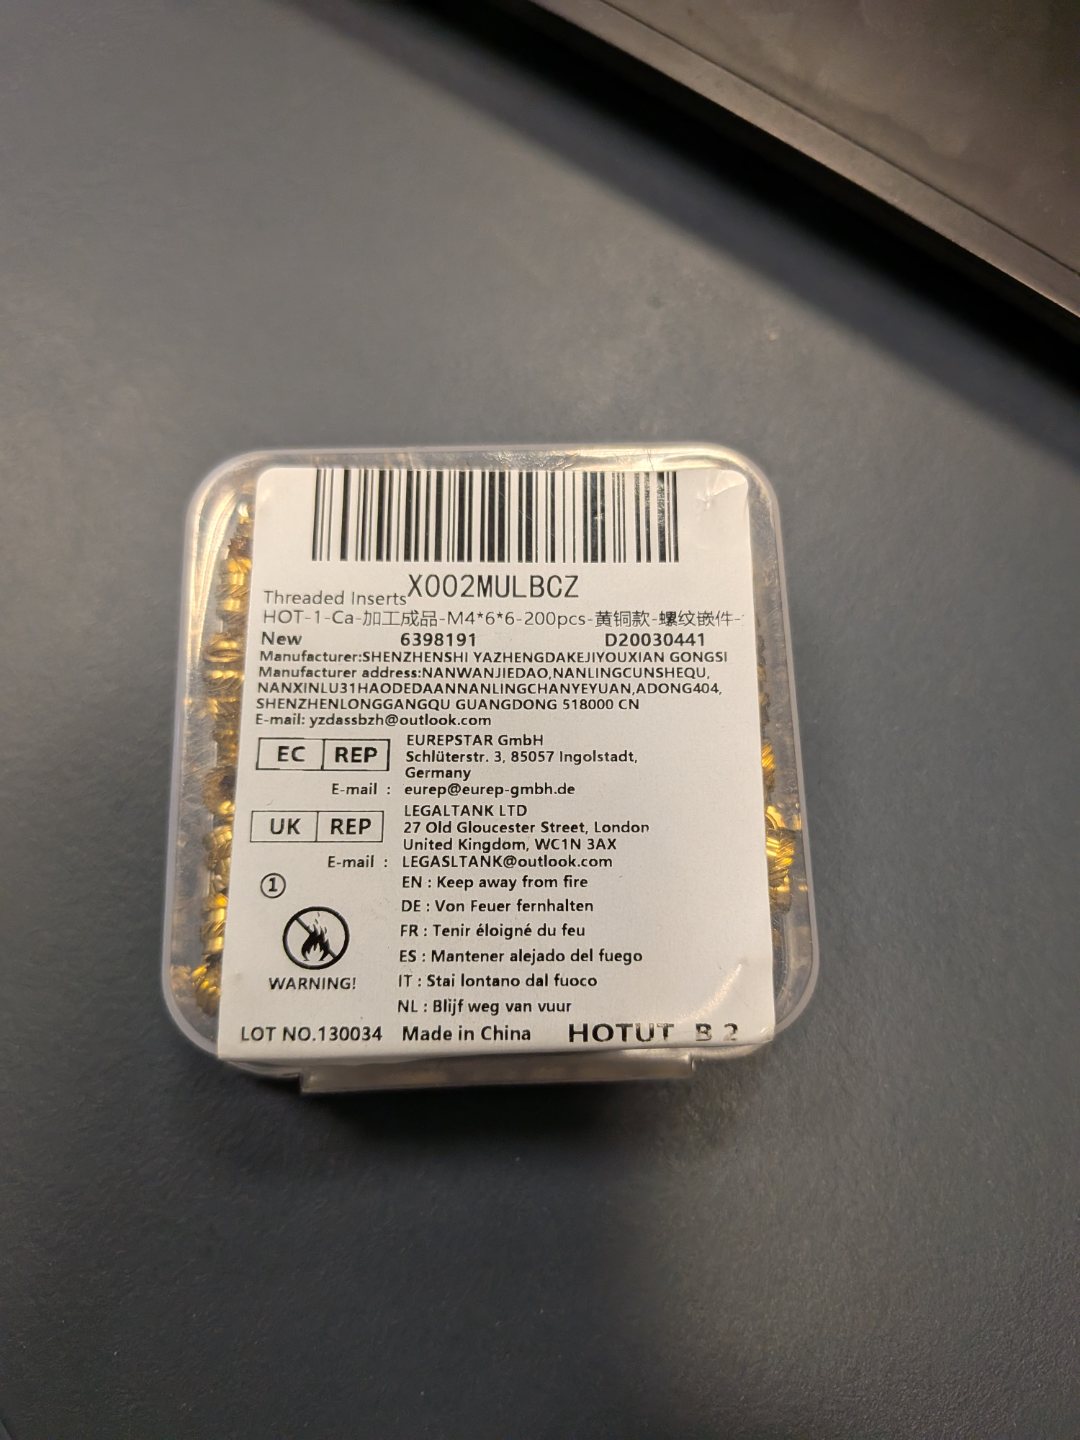 X002MULBCZ
Threaded Inserts
HOT-1-Ca-加工成品-M4*6*6-200pcs-黄铜款-螺纹嵌件-
New 6398191 D20030441
Manufacturer:SHENZHENSHI YAZHENGDAKEJIYOUXIAN GONGSI
Manufacturer address:NANWANJIEDAO,NANLINGCUNSHEQU,
NANXINLU31HAODEDAANNANLINGCHANYEYUAN,ADONG404,
SHENZHENLONGGANGQU GUANGDONG 518000 CN
E-mail: yzdassbzh@outlook.com
EC REP
EUREPSTAR GmbH
Schlüterstr. 3, 85057 Ingolstadt,
Germany
E-mail : eurep@eurep-gmbh.de
UK REP
LEGALTANK LTD
27 Old Gloucester Street, London
United Kingdom, WC1N 3AX
E-mail : LEGASLTANK@outlook.com
①
WARNING!
EN : Keep away from fire
DE : Von Feuer fernhalten
FR : Tenir éloigné du feu
ES : Mantener alejado del fuego
IT : Stai lontano dal fuoco
NL : Blijf weg van vuur
LOT NO.130034 Made in China HOTUT B 2